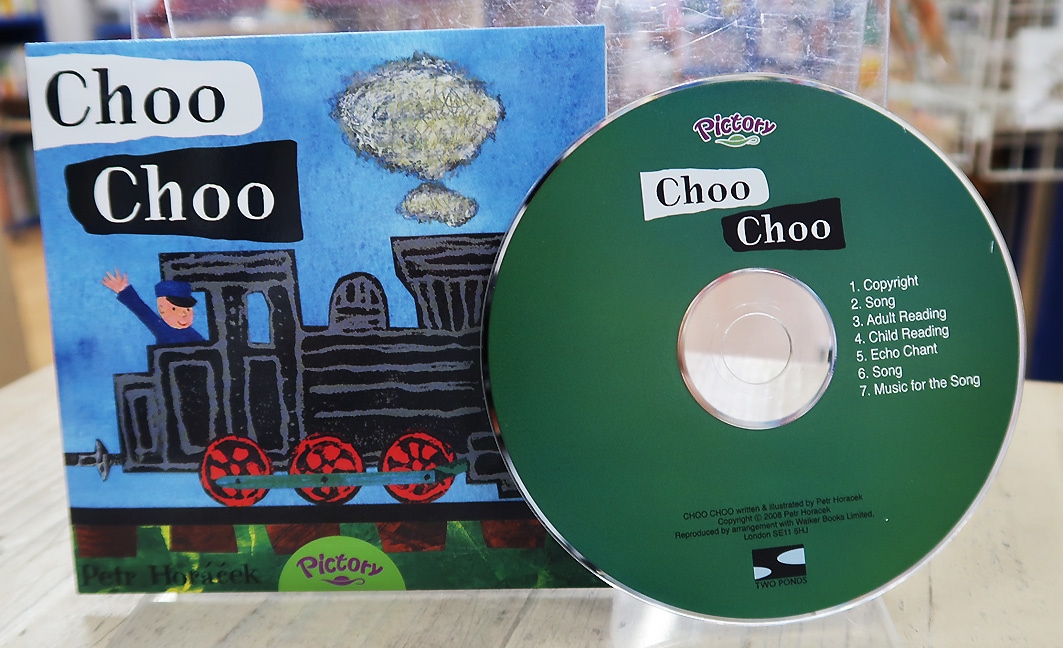 Choo
Choo
Petr Horáček
Pictory
Pictory
Choo
Choo
1. Copyright
2. Song
3. Adult Reading
4. Child Reading
5. Echo Chant
6. Song
7. Music for the Song
CHOO CHOO written & illustrated by Petr Horacek
Copyright © 2008 Petr Horacek
Reproduced by arrangement with Walker Books Limited,
London SE11 5HJ
TWO PONDS